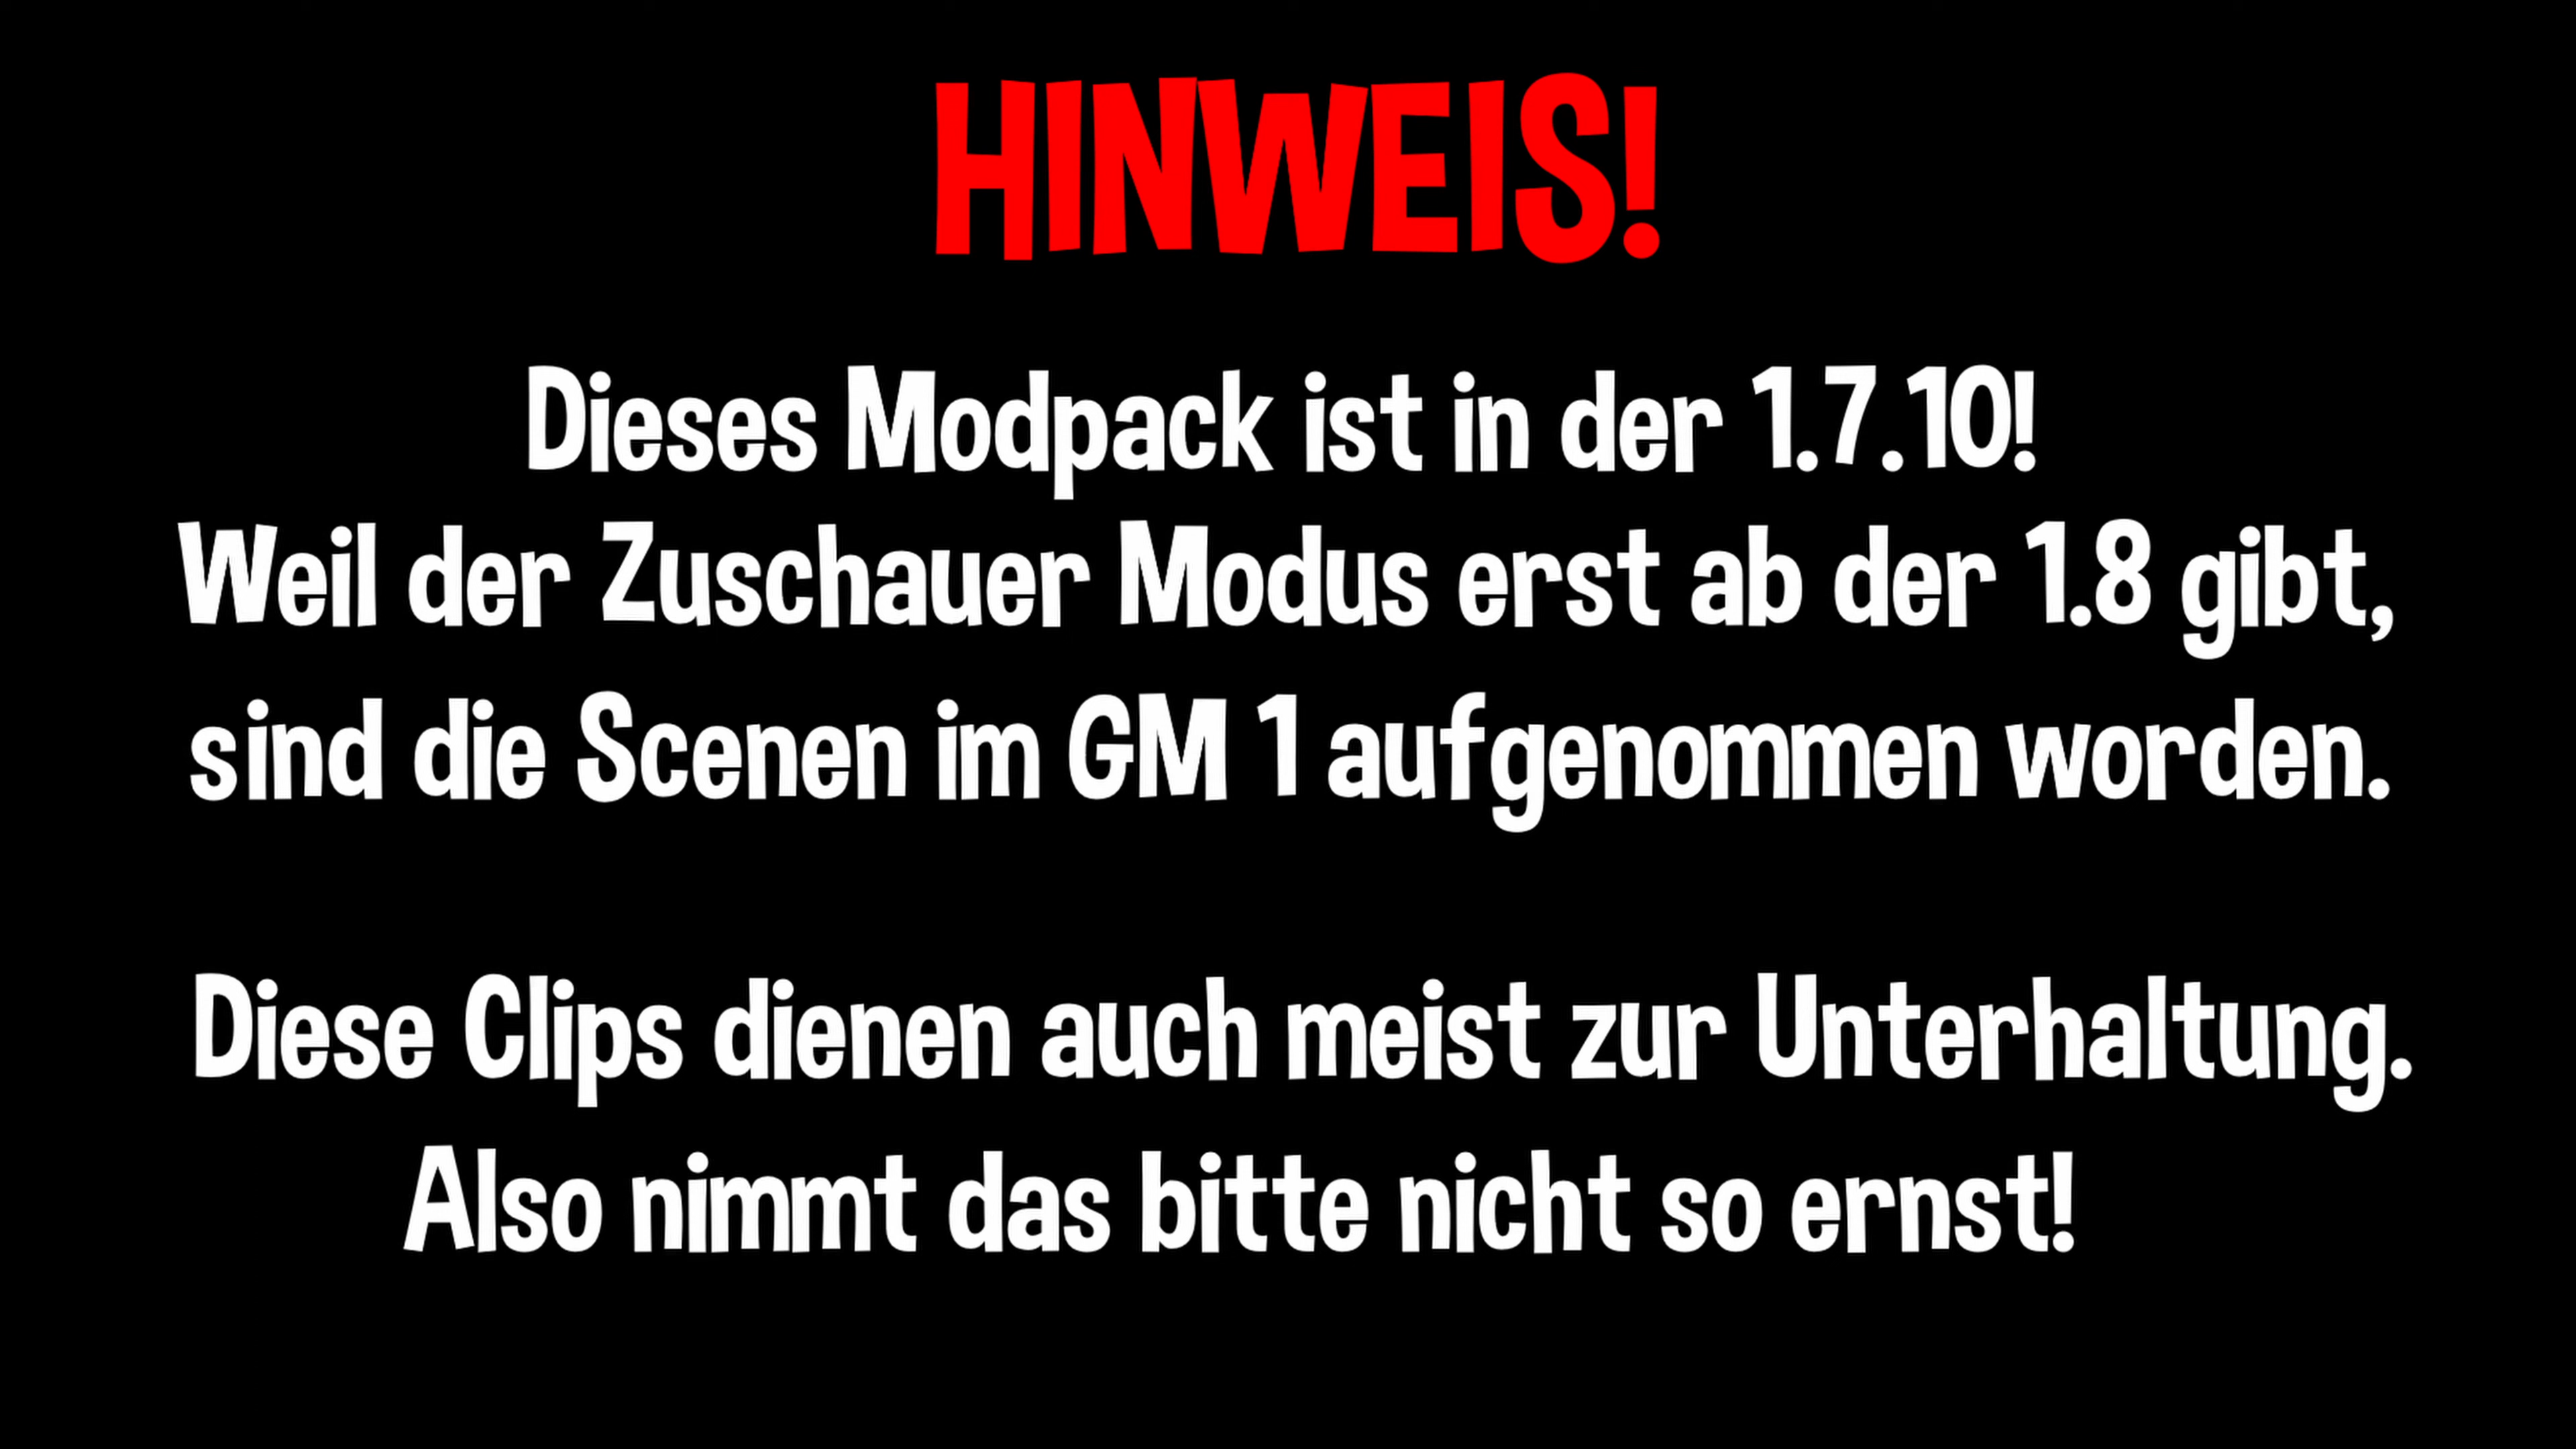 HINWEIS!
Dieses Modpack ist in der 1.7.10!
Weil der Zuschauer Modus erst ab der 1.8 gibt,
sind die Scenen im GM 1 aufgenommen worden.
Diese Clips dienen auch meist zur Unterhaltung.
Also nimmt das bitte nicht so ernst!